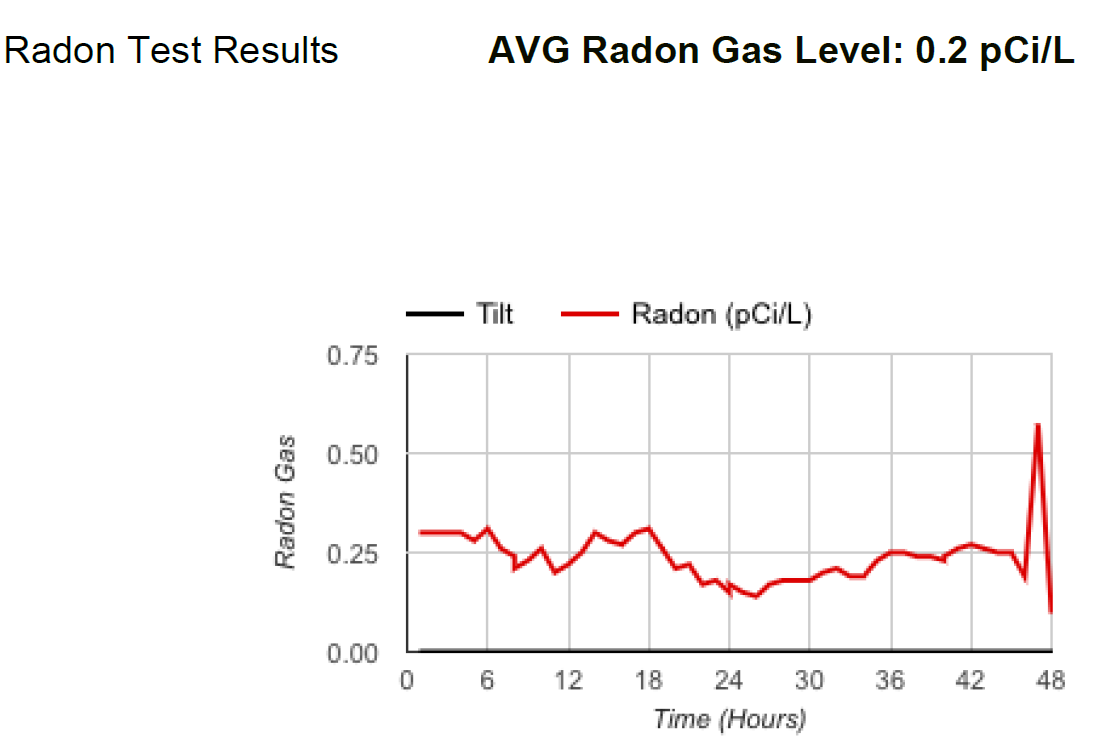 Radon Test Results AVG Radon Gas Level: 0.2 pCi/L
Tilt Radon (pCi/L)
0.75
0.50
0.25
0.00
Radon Gas
0 6 12 18 24 30 36 42 48
Time (Hours)